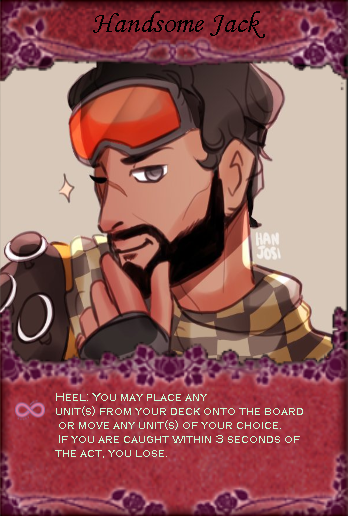 Handsome Jack
HAN
JOSI
Heel: You may place any
unit(s) from your deck onto the board
or move any unit(s) of your choice.
If you are caught within 3 seconds of
the act, you lose.